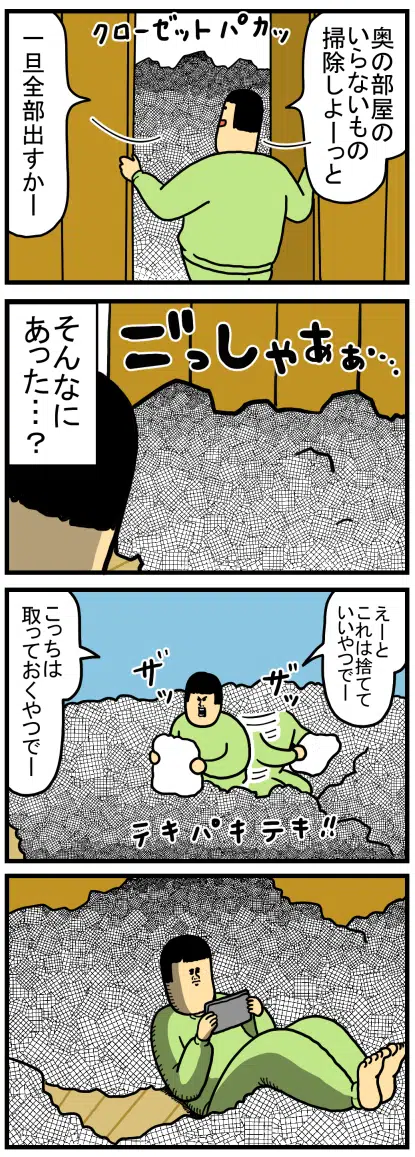 クローゼットパカッ
奥の部屋の
いらないもの
掃除しよーっと
一旦全部出すかー
ごっしゃあぁ…
そんなに
あった…?
えーと
これは捨てて
いいやつでー
ザッ
ザッ
こっちは
取っておくやつでー
テキパキテキ!!